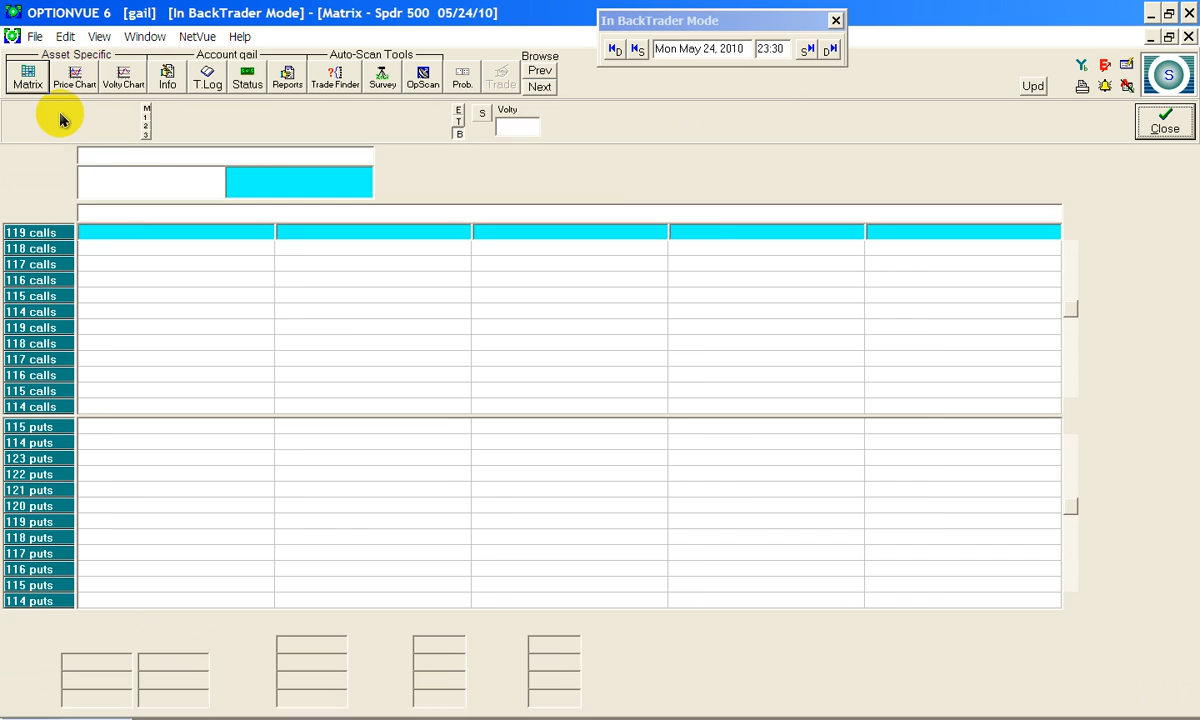 OPTIONVUE 6 [gail] [In BackTrader Mode] - [Matrix - Spdr 500 05/24/10]
In BackTrader Mode
File Edit View Window NetVue Help
Mon May 24, 2010 23:30
D S S D
Asset Specific Account gail Auto-Scan Tools Browse
Matrix Price Chart Volty Chart Info T.Log Status Reports Trade Finder Survey OpScan Prob. Trade
Prev
Next
Upd
S
M
1
2
3
E
T
B
S
Volty
Close
119 calls
118 calls
117 calls
116 calls
115 calls
114 calls
119 calls
118 calls
117 calls
116 calls
115 calls
114 calls
115 puts
114 puts
123 puts
122 puts
121 puts
120 puts
119 puts
118 puts
117 puts
116 puts
115 puts
114 puts